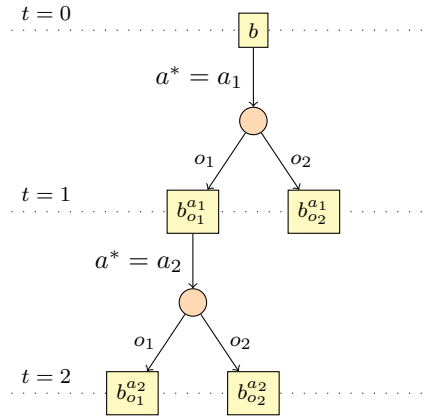 t = 0
b
a* = a₁
o₁ o₂
t = 1
b^{a₁}_{o₁} b^{a₁}_{o₂}
a* = a₂
o₁ o₂
t = 2
b^{a₂}_{o₁} b^{a₂}_{o₂}